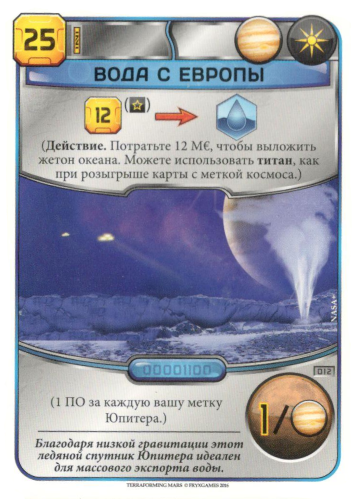 25
ВОДА С ЕВРОПЫ
12
(Действие. Потратьте 12 М€, чтобы выложить
жетон океана. Можете использовать титан, как
при розыгрыше карты с меткой космоса.)
NASA
00001100
012
(1 ПО за каждую вашу метку
Юпитера.)
1/
Благодаря низкой гравитации этот
ледяной спутник Юпитера идеален
для массового экспорта воды.
TERRAFORMING MARS © FRYXGAMES 2016